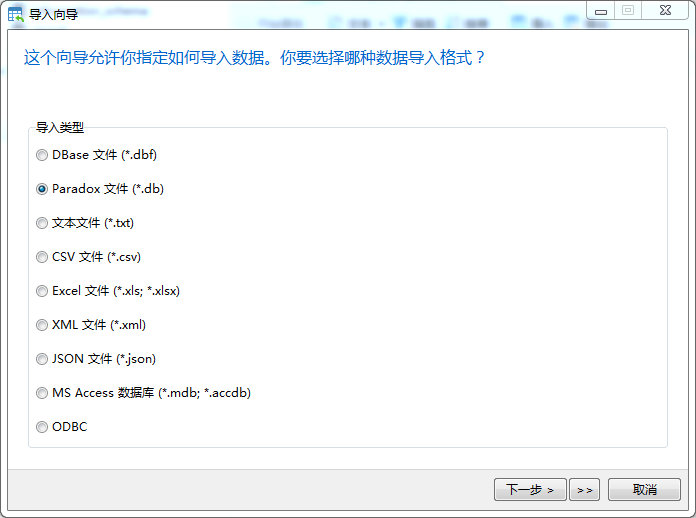 导入向导
这个向导允许你指定如何导入数据。你要选择哪种数据导入格式？
导入类型
DBase 文件 (*.dbf)
Paradox 文件 (*.db)
文本文件 (*.txt)
CSV 文件 (*.csv)
Excel 文件 (*.xls; *.xlsx)
XML 文件 (*.xml)
JSON 文件 (*.json)
MS Access 数据库 (*.mdb; *.accdb)
ODBC
下一步 > >> 取消